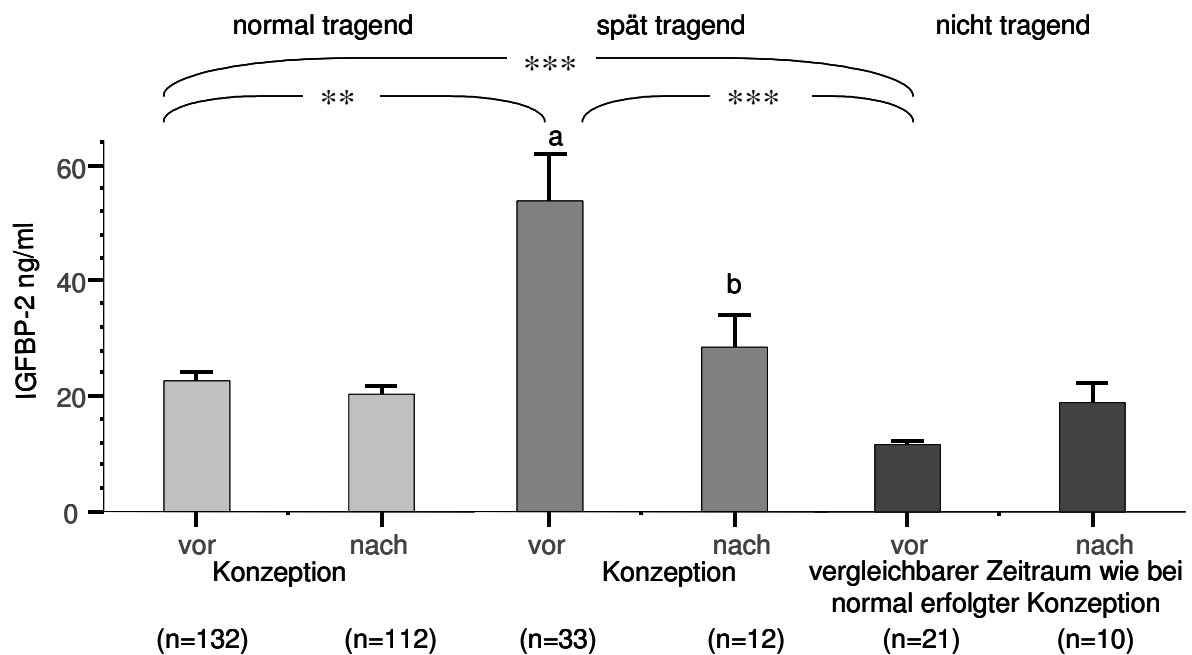 normal tragend spät tragend nicht tragend
***
** ***
a
b
IGFBP-2 ng/ml
60
40
20
0
vor nach vor nach vor nach
Konzeption Konzeption vergleichbarer Zeitraum wie bei
normal erfolgter Konzeption
(n=132) (n=112) (n=33) (n=12) (n=21) (n=10)